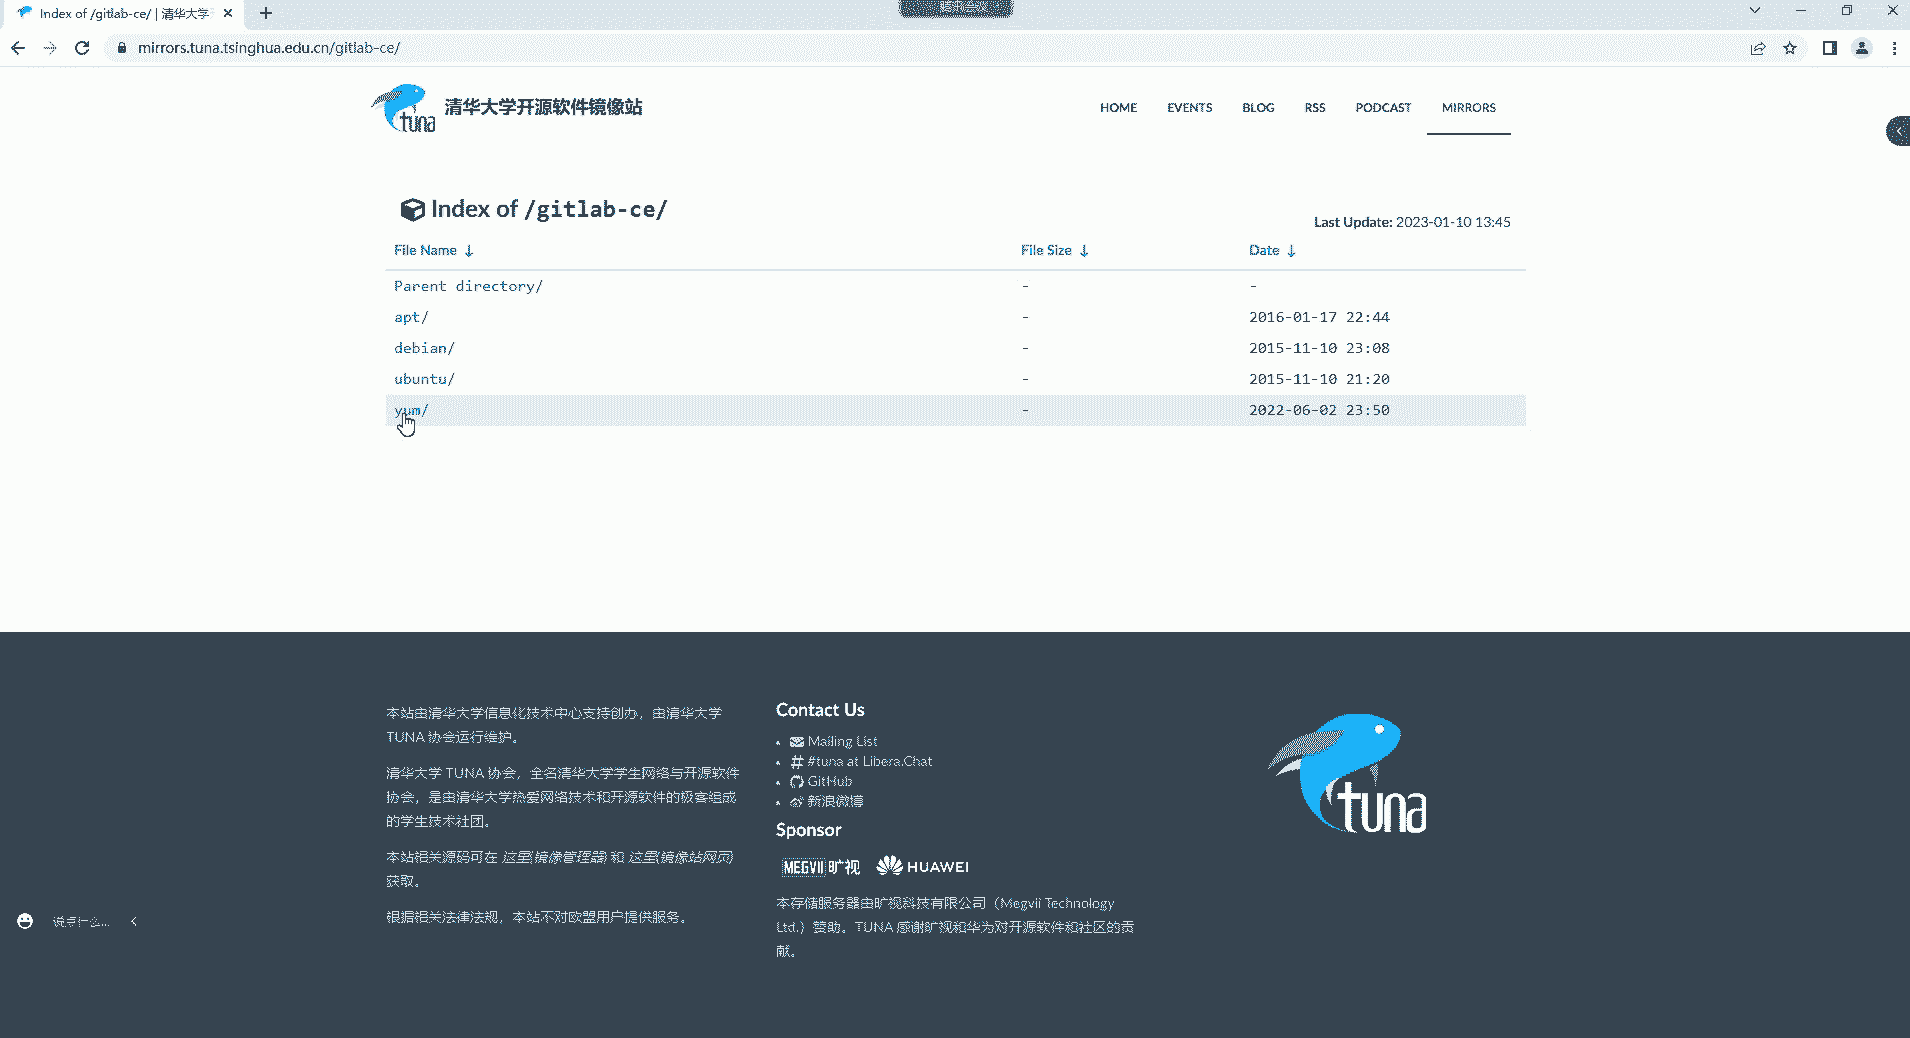 Index of /gitlab-ce/ | 清华大学
腾讯会议
mirrors.tuna.tsinghua.edu.cn/gitlab-ce/
tuna 清华大学开源软件镜像站
HOME EVENTS BLOG RSS PODCAST MIRRORS
Index of /gitlab-ce/
Last Update: 2023-01-10 13:45
File Name ↓ File Size ↓ Date ↓
Parent directory/ - -
apt/ - 2016-01-17 22:44
debian/ - 2015-11-10 23:08
ubuntu/ - 2015-11-10 21:20
yum/ - 2022-06-02 23:50
本站由清华大学信息化技术中心支持创办，由清华大学
TUNA 协会运行维护。
清华大学 TUNA 协会，全名清华大学学生网络与开源软件
协会，是由清华大学热爱网络技术和开源软件的极客组成
的学生技术社团。
本站相关源码可在 这里(镜像管理器) 和 这里(镜像站网页)
获取。
根据相关法律法规，本站不对欧盟用户提供服务。
Contact Us
Mailing List
#tuna at Libera.Chat
GitHub
新浪微博
Sponsor
MEGVII 旷视 HUAWEI
本存储服务器由旷视科技有限公司（Megvii Technology
Ltd.）赞助。TUNA 感谢旷视和华为对开源软件和社区的贡
献。
tuna
说点什么...